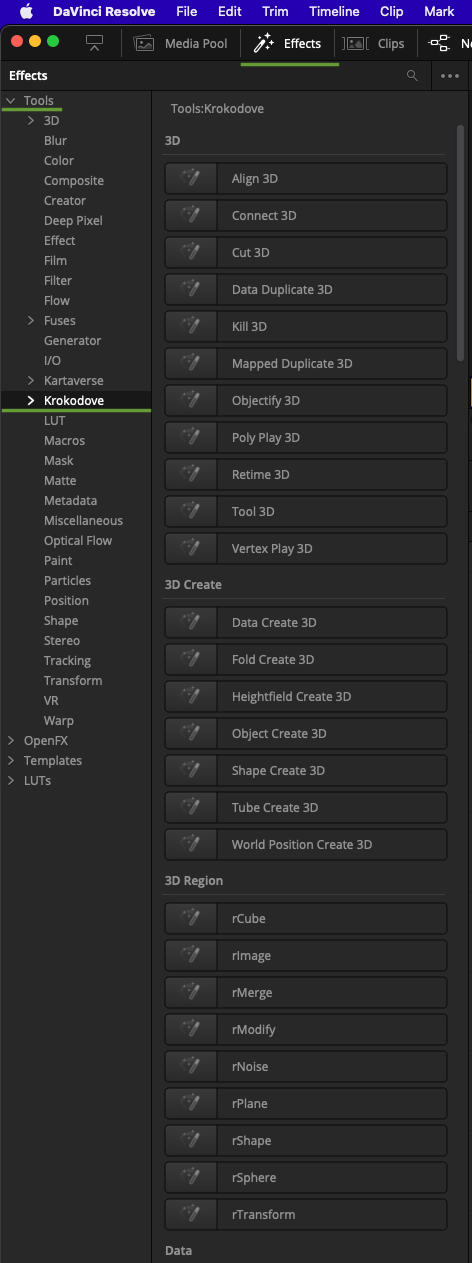 DaVinci Resolve File Edit Trim Timeline Clip Mark
Media Pool Effects Clips
Effects
Tools
3D
Blur
Color
Composite
Creator
Deep Pixel
Effect
Film
Filter
Flow
Fuses
Generator
I/O
Kartaverse
Krokodove
LUT
Macros
Mask
Matte
Metadata
Miscellaneous
Optical Flow
Paint
Particles
Position
Shape
Stereo
Tracking
Transform
VR
Warp
OpenFX
Templates
LUTs
Tools:Krokodove
3D
Align 3D
Connect 3D
Cut 3D
Data Duplicate 3D
Kill 3D
Mapped Duplicate 3D
Objectify 3D
Poly Play 3D
Retime 3D
Tool 3D
Vertex Play 3D
3D Create
Data Create 3D
Fold Create 3D
Heightfield Create 3D
Object Create 3D
Shape Create 3D
Tube Create 3D
World Position Create 3D
3D Region
rCube
rImage
rMerge
rModify
rNoise
rPlane
rShape
rSphere
rTransform
Data